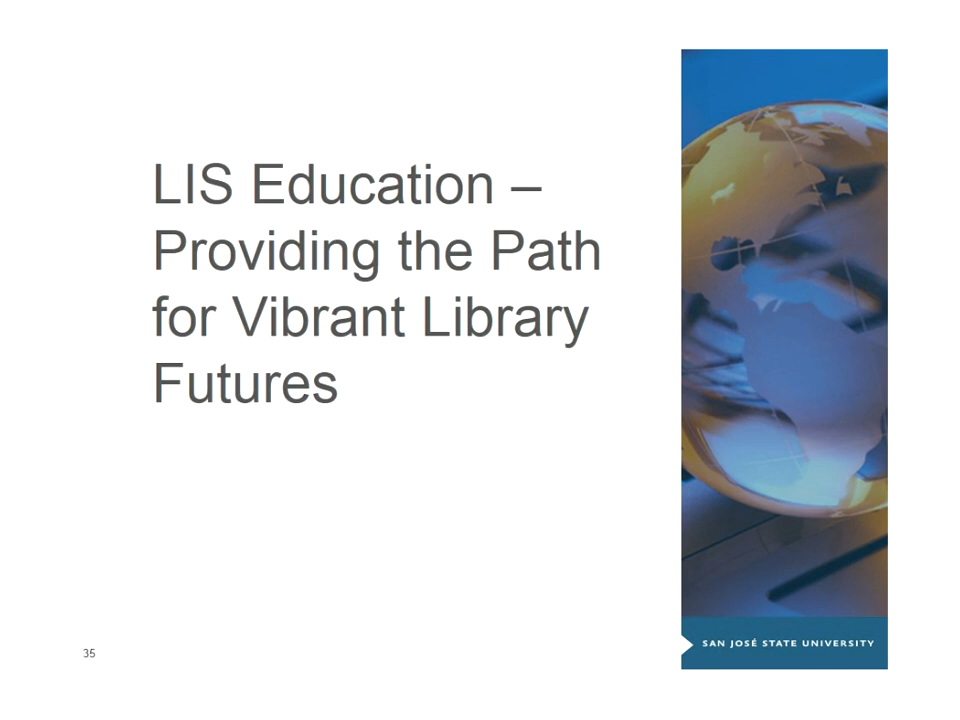 LIS Education –
Providing the Path
for Vibrant Library
Futures
SAN JOSÉ STATE UNIVERSITY
35